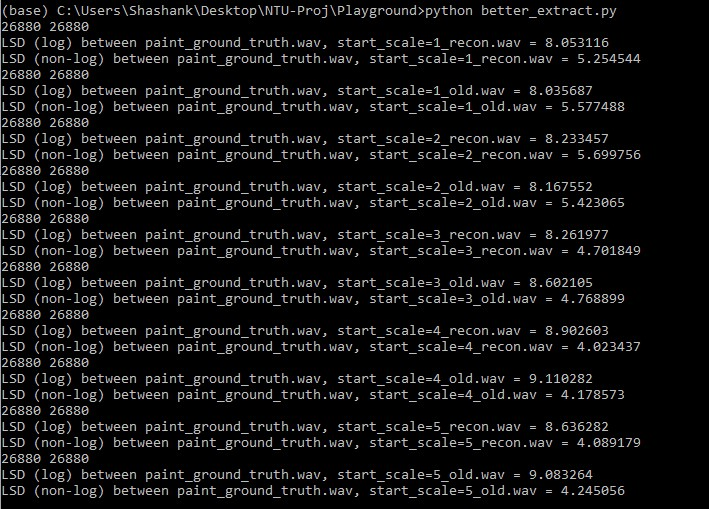 (base) C:\Users\Shashank\Desktop\NTU-Proj\Playground>python better_extract.py
26880 26880
LSD (log) between paint_ground_truth.wav, start_scale=1_recon.wav = 8.053116
LSD (non-log) between paint_ground_truth.wav, start_scale=1_recon.wav = 5.254544
26880 26880
LSD (log) between paint_ground_truth.wav, start_scale=1_old.wav = 8.035687
LSD (non-log) between paint_ground_truth.wav, start_scale=1_old.wav = 5.577488
26880 26880
LSD (log) between paint_ground_truth.wav, start_scale=2_recon.wav = 8.233457
LSD (non-log) between paint_ground_truth.wav, start_scale=2_recon.wav = 5.699756
26880 26880
LSD (log) between paint_ground_truth.wav, start_scale=2_old.wav = 8.167552
LSD (non-log) between paint_ground_truth.wav, start_scale=2_old.wav = 5.423065
26880 26880
LSD (log) between paint_ground_truth.wav, start_scale=3_recon.wav = 8.261977
LSD (non-log) between paint_ground_truth.wav, start_scale=3_recon.wav = 4.701849
26880 26880
LSD (log) between paint_ground_truth.wav, start_scale=3_old.wav = 8.602105
LSD (non-log) between paint_ground_truth.wav, start_scale=3_old.wav = 4.768899
26880 26880
LSD (log) between paint_ground_truth.wav, start_scale=4_recon.wav = 8.902603
LSD (non-log) between paint_ground_truth.wav, start_scale=4_recon.wav = 4.023437
26880 26880
LSD (log) between paint_ground_truth.wav, start_scale=4_old.wav = 9.110282
LSD (non-log) between paint_ground_truth.wav, start_scale=4_old.wav = 4.178573
26880 26880
LSD (log) between paint_ground_truth.wav, start_scale=5_recon.wav = 8.636282
LSD (non-log) between paint_ground_truth.wav, start_scale=5_recon.wav = 4.089179
26880 26880
LSD (log) between paint_ground_truth.wav, start_scale=5_old.wav = 9.083264
LSD (non-log) between paint_ground_truth.wav, start_scale=5_old.wav = 4.245056